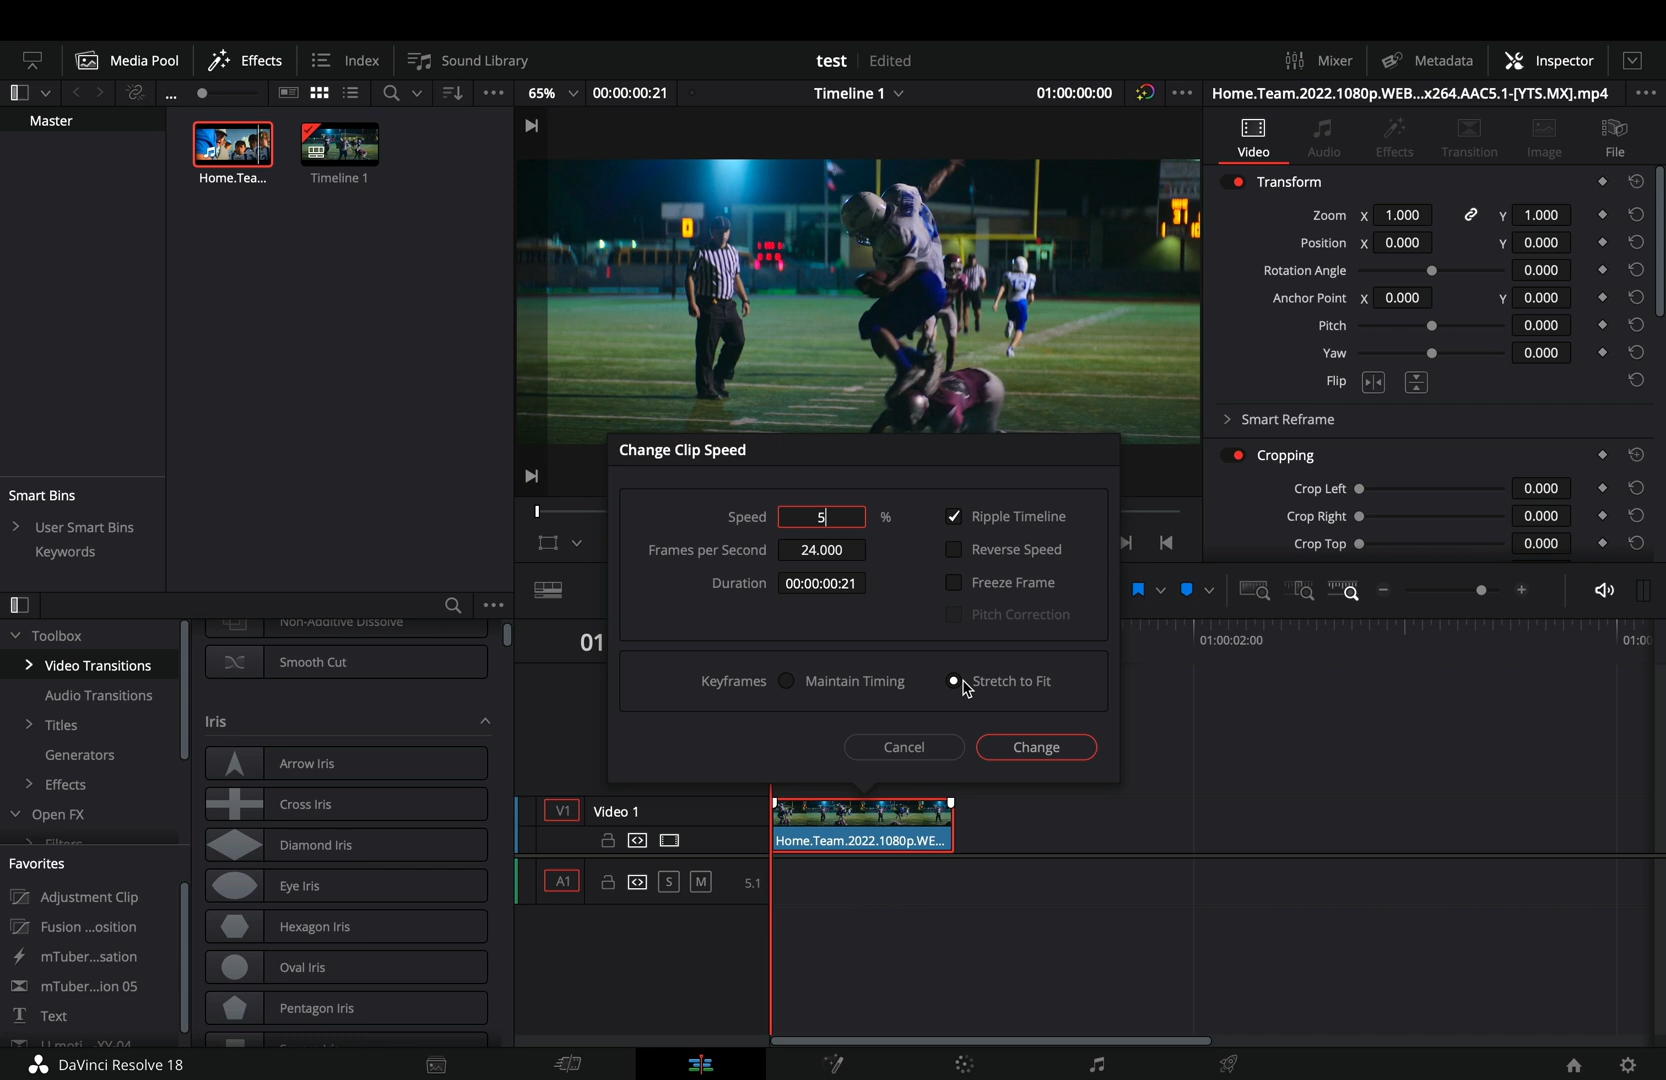 Media Pool Effects Index Sound Library test Edited Mixer Metadata Inspector
... 65% 00:00:00:21 Timeline 1 01:00:00:00 Home.Team.2022.1080p.WEB...x264.AAC5.1-[YTS.MX].mp4
Master
Home.Tea... Timeline 1
Video Audio Effects Transition Image File
Transform
Zoom X 1.000 Y 1.000
Position X 0.000 Y 0.000
Rotation Angle 0.000
Anchor Point X 0.000 Y 0.000
Pitch 0.000
Yaw 0.000
Flip
Smart Reframe
Cropping
Crop Left 0.000
Crop Right 0.000
Crop Top 0.000
Smart Bins
User Smart Bins
Keywords
Change Clip Speed
Speed 5 % Ripple Timeline
Frames per Second 24.000 Reverse Speed
Duration 00:00:00:21 Freeze Frame
Pitch Correction
Keyframes Maintain Timing Stretch to Fit
Cancel Change
Toolbox
Video Transitions
Audio Transitions
Titles
Generators
Effects
Open FX
Filters
Non-Additive Dissolve
Smooth Cut
Iris
Arrow Iris
Cross Iris
Diamond Iris
Eye Iris
Hexagon Iris
Oval Iris
Pentagon Iris
Favorites
Adjustment Clip
Fusion ...osition
mTuber...sation
mTuber...ion 05
Text
01 01:00:02:00 01:00
V1 Video 1
Home.Team.2022.1080p.WE...
A1 S M 5.1
DaVinci Resolve 18